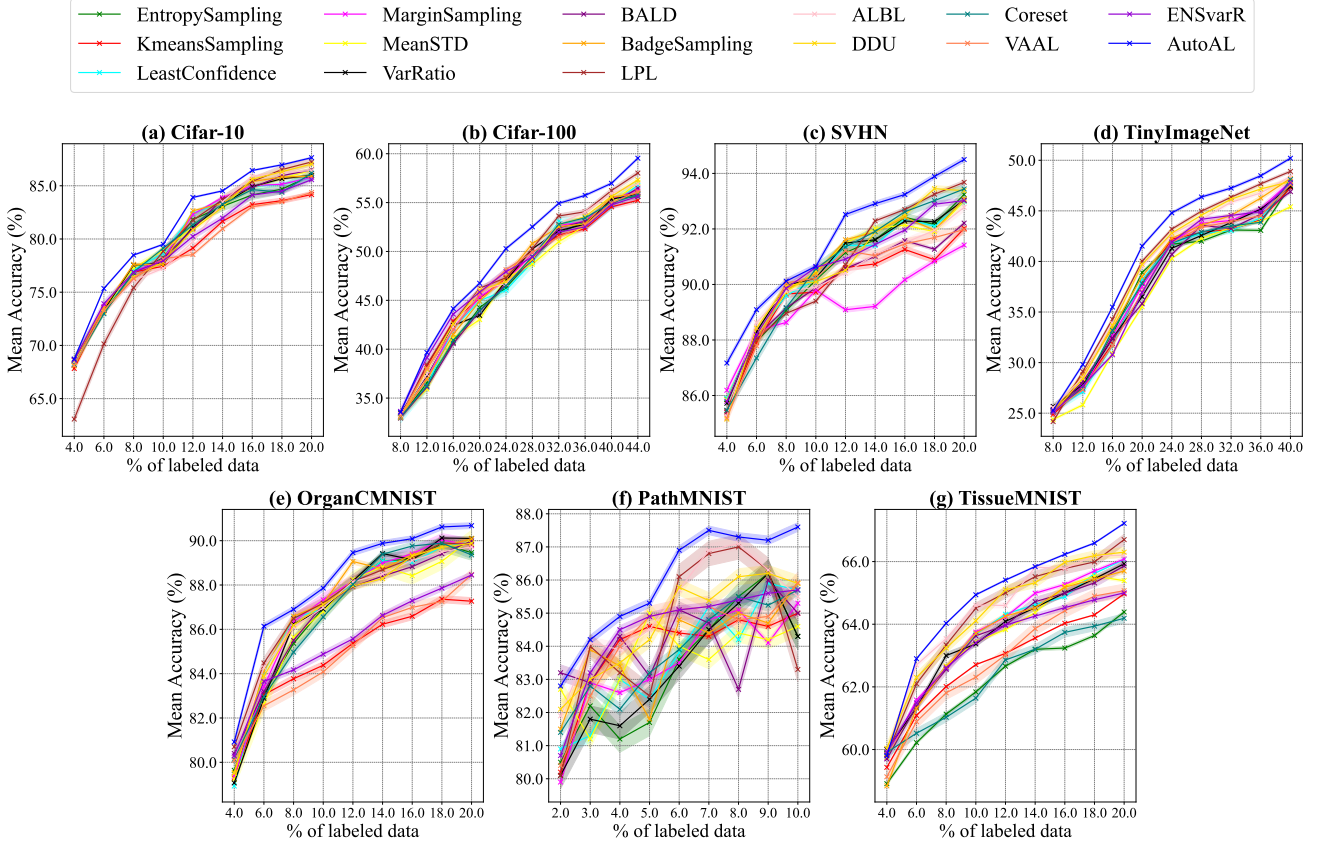 EntropySampling MarginSampling BALD ALBL Coreset ENSvarR
KmeansSampling MeanSTD BadgeSampling DDU VAAL AutoAL
LeastConfidence VarRatio LPL
(a) Cifar-10
Mean Accuracy (%)
85.0
80.0
75.0
70.0
65.0
4.0 6.0 8.0 10.0 12.0 14.0 16.0 18.0 20.0
% of labeled data
(b) Cifar-100
Mean Accuracy (%)
60.0
55.0
50.0
45.0
40.0
35.0
8.0 12.0 16.0 20.0 24.0 28.0 32.0 36.0 40.0 44.0
% of labeled data
(c) SVHN
Mean Accuracy (%)
94.0
92.0
90.0
88.0
86.0
4.0 6.0 8.0 10.0 12.0 14.0 16.0 18.0 20.0
% of labeled data
(d) TinyImageNet
Mean Accuracy (%)
50.0
45.0
40.0
35.0
30.0
25.0
8.0 12.0 16.0 20.0 24.0 28.0 32.0 36.0 40.0
% of labeled data
(e) OrganCMNIST
Mean Accuracy (%)
90.0
88.0
86.0
84.0
82.0
80.0
4.0 6.0 8.0 10.0 12.0 14.0 16.0 18.0 20.0
% of labeled data
(f) PathMNIST
Mean Accuracy (%)
88.0
87.0
86.0
85.0
84.0
83.0
82.0
81.0
80.0
2.0 3.0 4.0 5.0 6.0 7.0 8.0 9.0 10.0
% of labeled data
(g) TissueMNIST
Mean Accuracy (%)
66.0
64.0
62.0
60.0
4.0 6.0 8.0 10.0 12.0 14.0 16.0 18.0 20.0
% of labeled data